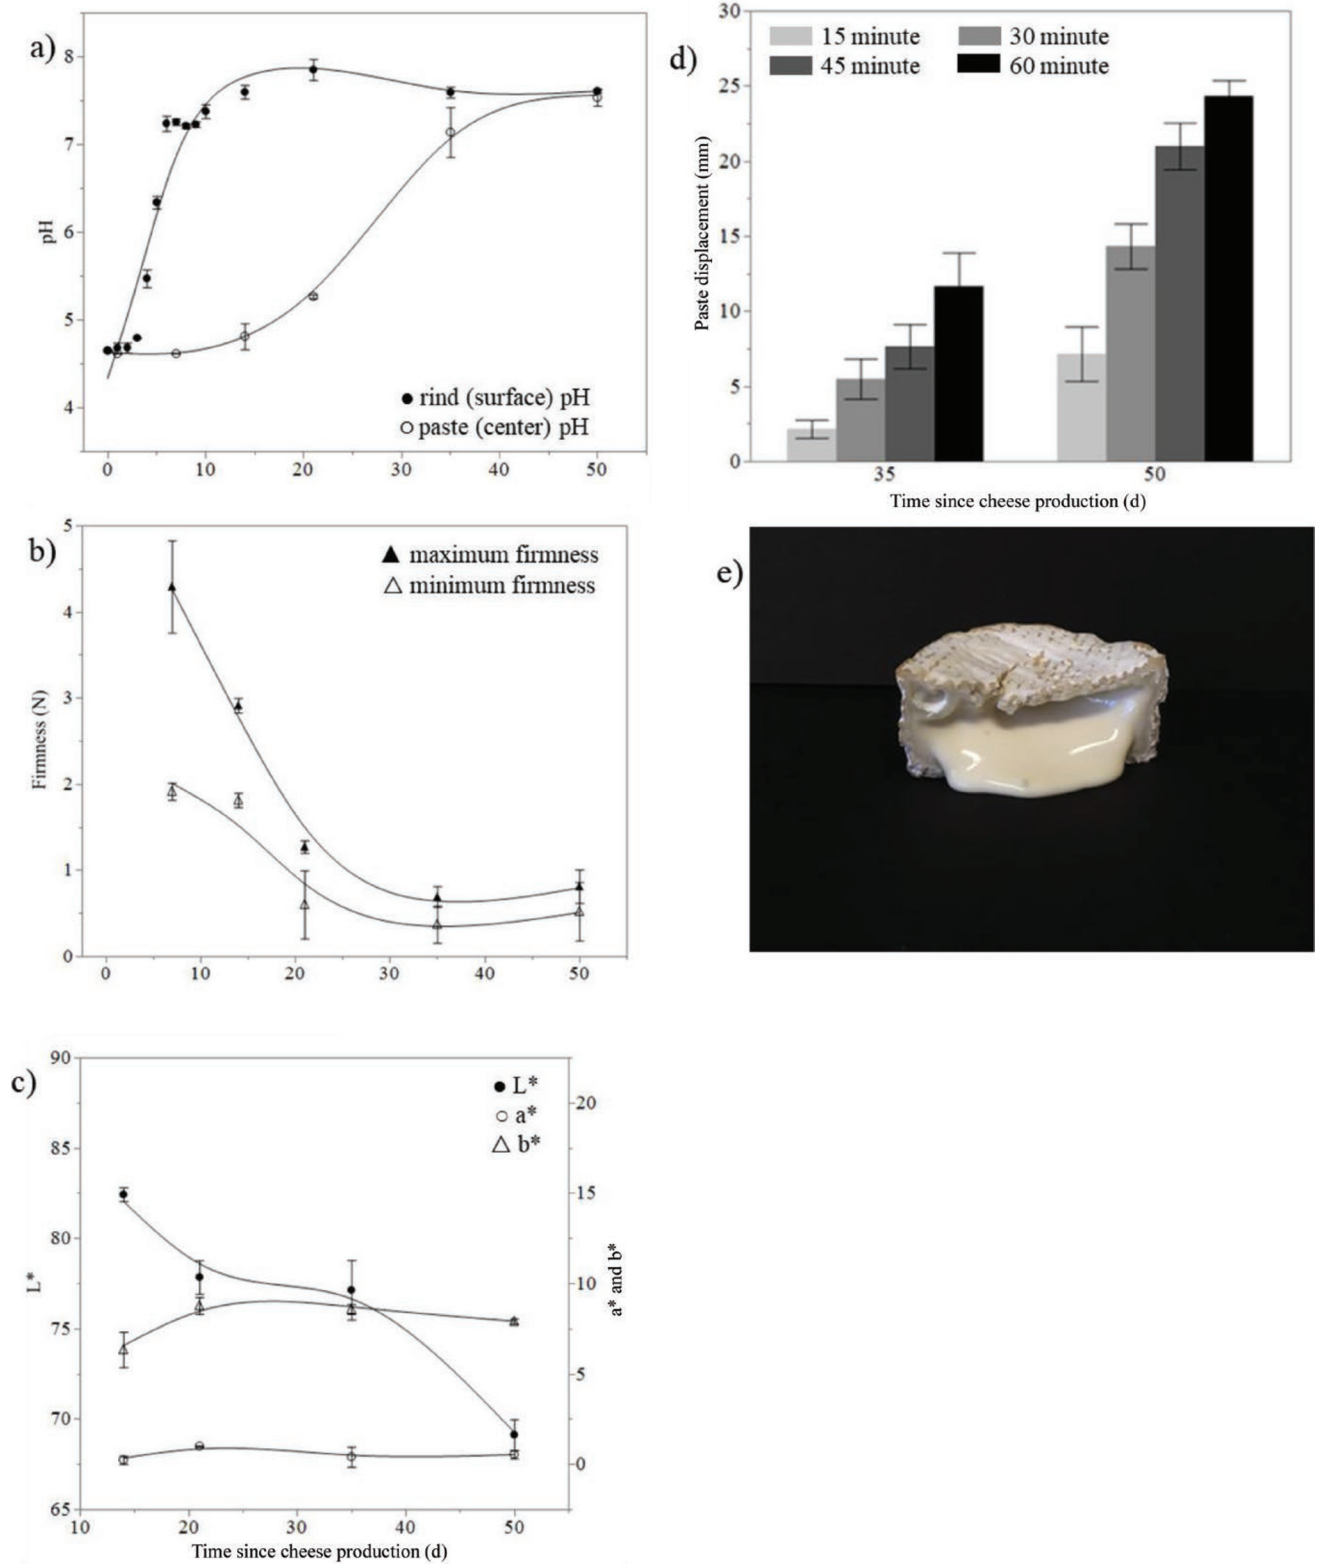 a)
8
7
6
5
4
pH
● rind (surface) pH
○ paste (center) pH
0 10 20 30 40 50
b)
5
4
3
2
1
0
Firmness (N)
▲ maximum firmness
△ minimum firmness
0 10 20 30 40 50
c)
90
85
80
75
70
65
L*
● L*
○ a*
△ b*
20
15
10
5
0
a* and b*
10 20 30 40 50
Time since cheese production (d)
d)
30
25
20
15
10
5
0
Paste displacement (mm)
15 minute 30 minute
45 minute 60 minute
35 50
Time since cheese production (d)
e)